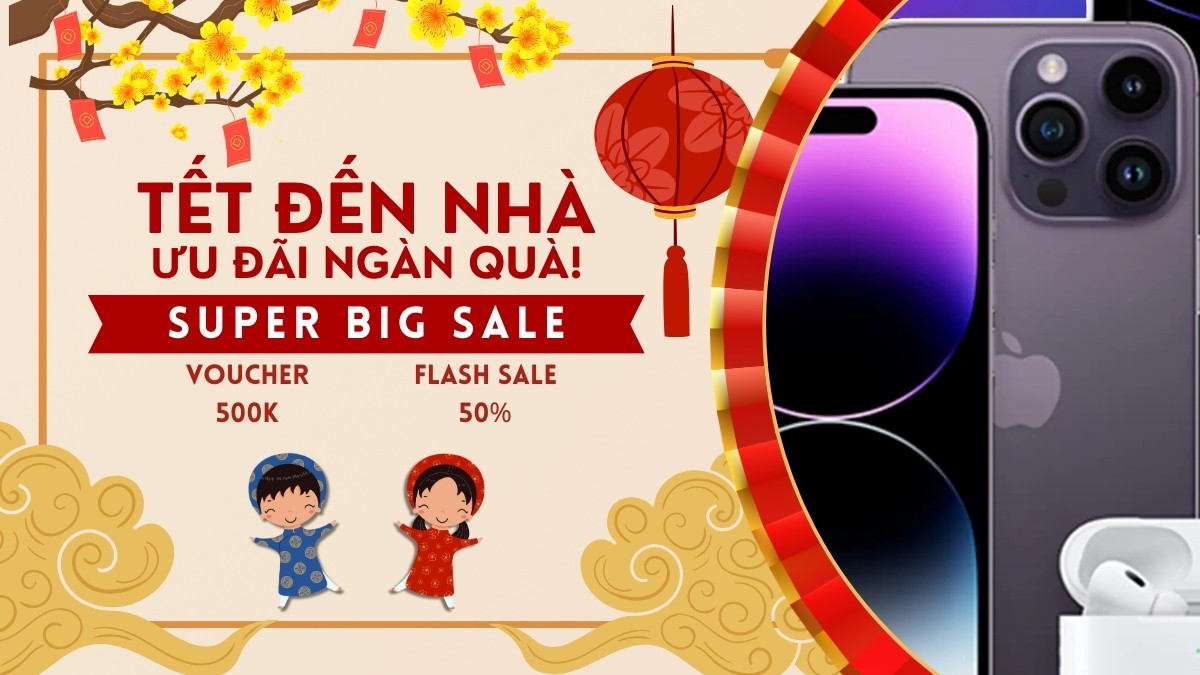 TẾT ĐẾN NHÀ
ƯU ĐÃI NGÀN QUÀ!
SUPER BIG SALE
VOUCHER
500K
FLASH SALE
50%